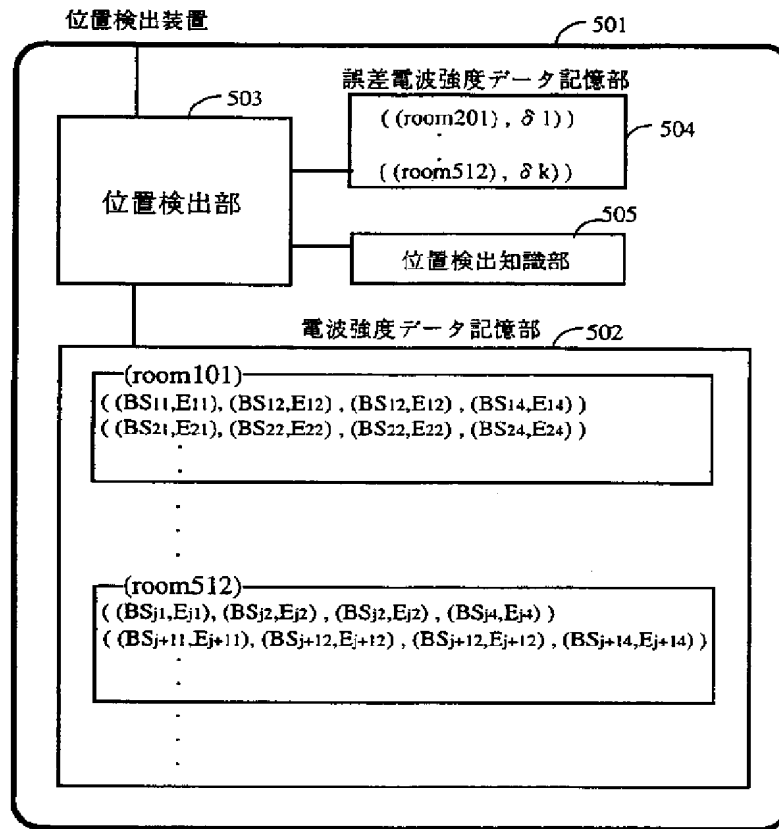 位置検出装置
501
503
誤差電波強度データ記憶部
((room201), δ1))
504
((room512), δk))
505
位置検出部
位置検出知識部
電波強度データ記憶部
502
(room101)
((BS11,E11), (BS12,E12), (BS12,E12), (BS14,E14))
((BS21,E21), (BS22,E22), (BS22,E22), (BS24,E24))
(room512)
((BSj1,Ej1), (BSj2,Ej2), (BSj2,Ej2), (BSj4,Ej4))
((BSj+11,Ej+11), (BSj+12,Ej+12), (BSj+12,Ej+12), (BSj+14,Ej+14))